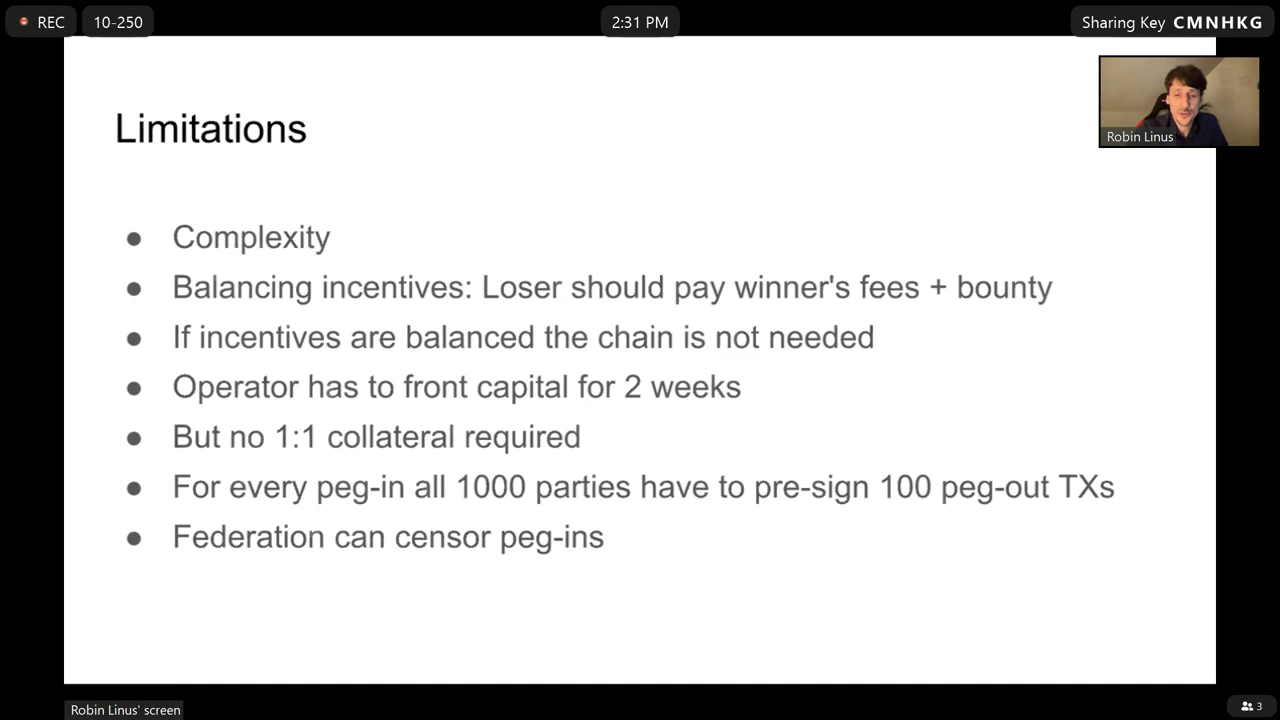 REC
10-250
2:31 PM
Sharing Key CMNHKG
Limitations
Robin Linus
● Complexity
● Balancing incentives: Loser should pay winner's fees + bounty
● If incentives are balanced the chain is not needed
● Operator has to front capital for 2 weeks
● But no 1:1 collateral required
● For every peg-in all 1000 parties have to pre-sign 100 peg-out TXs
● Federation can censor peg-ins
Robin Linus' screen
3